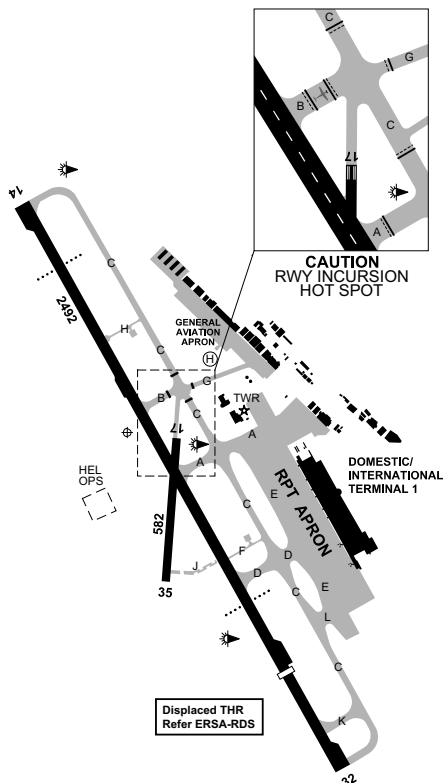 C
G
B
C
17
A
CAUTION
RWY INCURSION
HOT SPOT
14
C
2492
GENERAL
AVIATION
APRON
H
C
H
G
B
C
TWR
17
A
A
DOMESTIC/
INTERNATIONAL
TERMINAL 1
HEL
OPS
E
RPT APRON
C
582
F
D
J
D
35
C
E
L
C
Displaced THR
Refer ERSA-RDS
K
32